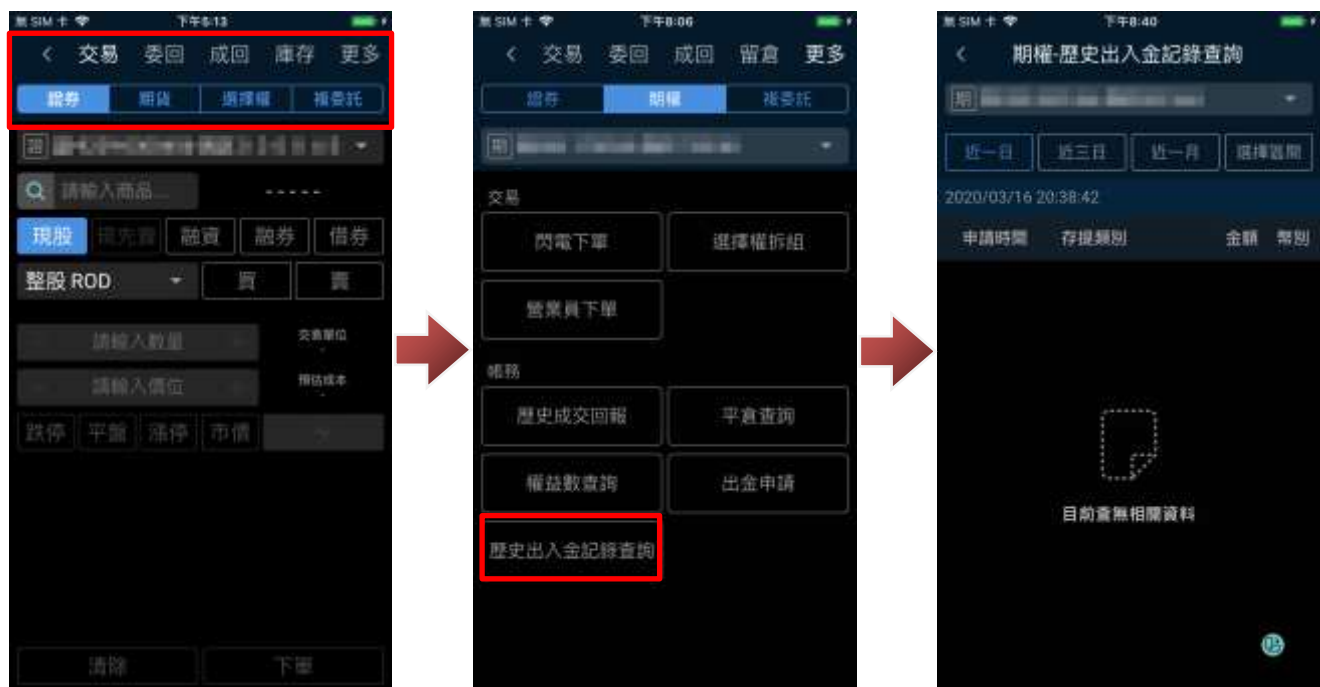 無 SIM 卡 下午6:13
交易 委回 成回 庫存 更多
證券 期貨 選擇權 複委託
證
請輸入商品... -----
現股 現先賣 融資 融券 借券
整股 ROD 買 賣
請輸入數量 交易單位
-
請輸入價位 預估成本
-
跌停 平盤 漲停 市價
清除 下單
無 SIM 卡 下午8:06
交易 委回 成回 留倉 更多
證券 期權 複委託
期
交易
閃電下單 選擇權拆組
營業員下單
帳務
歷史成交回報 平倉查詢
權益數查詢 出金申請
歷史出入金記錄查詢
無 SIM 卡 下午8:40
期權-歷史出入金記錄查詢
期
近一日 近三日 近一月 選擇區間
2020/03/16 20:38:42
申請時間 存提類別 金額 幣別
目前查無相關資料